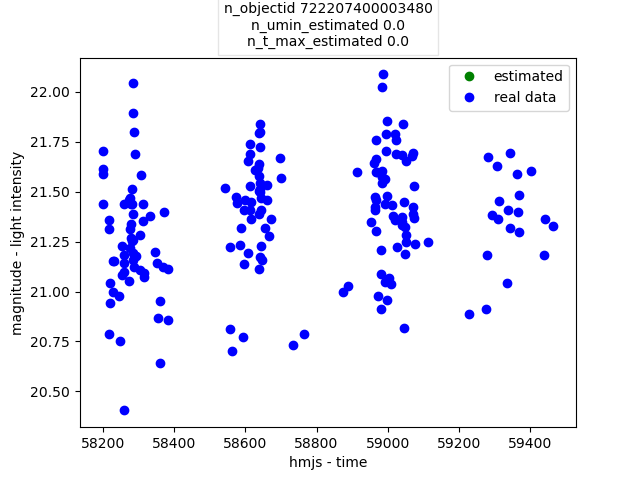 n_objectid 722207400003480
n_umin_estimated 0.0
n_t_max_estimated 0.0
estimated
real data
magnitude - light intensity
22.00
21.75
21.50
21.25
21.00
20.75
20.50
58200 58400 58600 58800 59000 59200 59400
hmjs - time